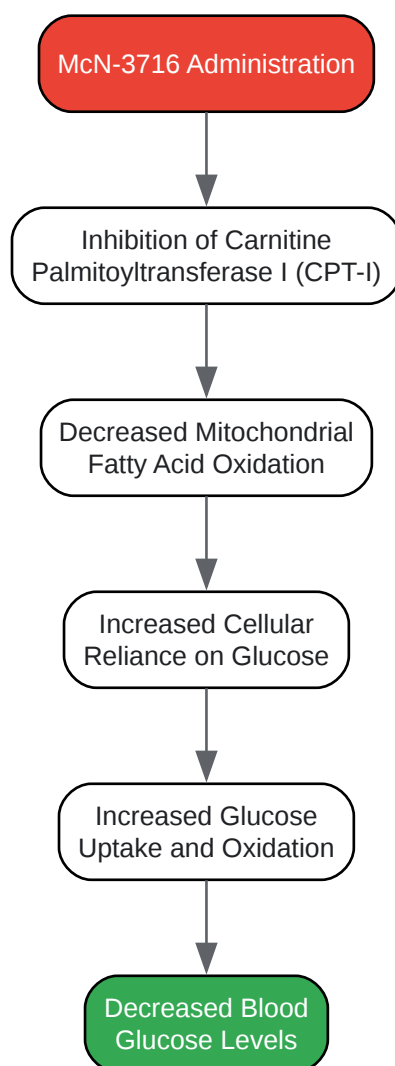 McN-3716 Administration
Inhibition of Carnitine
Palmitoyltransferase I (CPT-I)
Decreased Mitochondrial
Fatty Acid Oxidation
Increased Cellular
Reliance on Glucose
Increased Glucose
Uptake and Oxidation
Decreased Blood
Glucose Levels